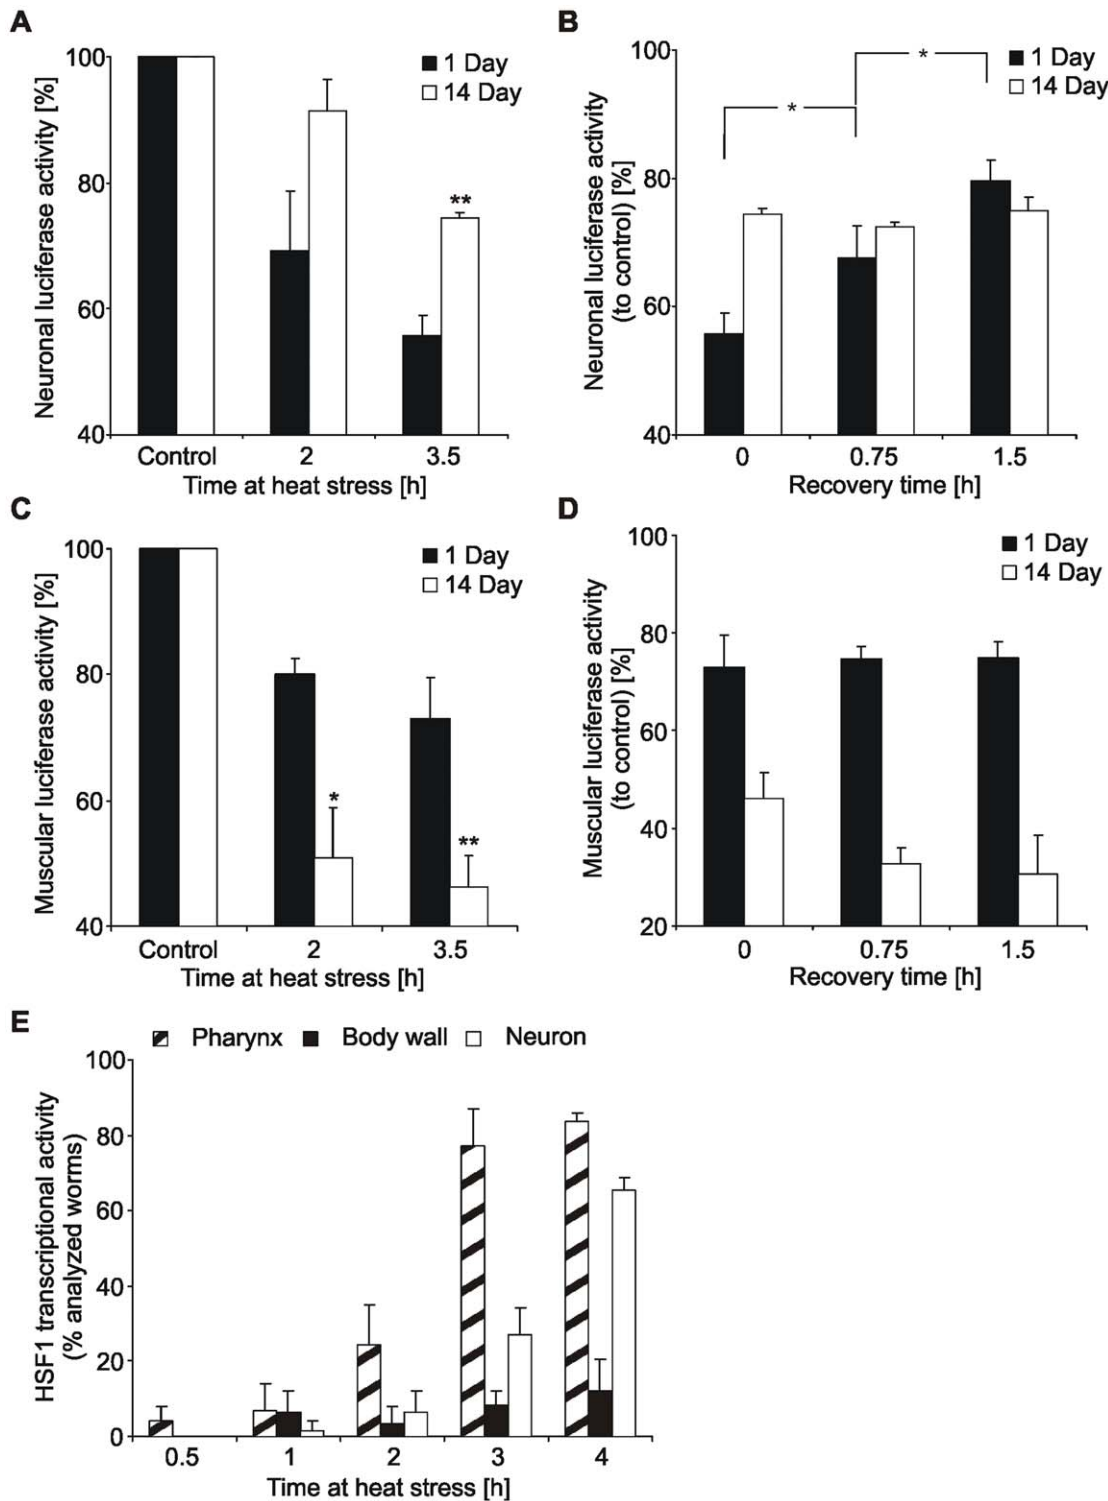 A
Neuronal luciferase activity [%]
100
80
60
40
1 Day
14 Day
**
Control 2 3.5
Time at heat stress [h]
B
Neuronal luciferase activity
(to control) [%]
100
80
60
40
*
*
1 Day
14 Day
0 0.75 1.5
Recovery time [h]
C
Muscular luciferase activity [%]
100
80
60
40
1 Day
14 Day
*
**
Control 2 3.5
Time at heat stress [h]
D
Muscular luciferase activity
(to control) [%]
100
80
60
40
20
1 Day
14 Day
0 0.75 1.5
Recovery time [h]
E
Pharynx Body wall Neuron
HSF1 transcriptional activity
(% analyzed worms)
100
80
60
40
20
0
0.5 1 2 3 4
Time at heat stress [h]